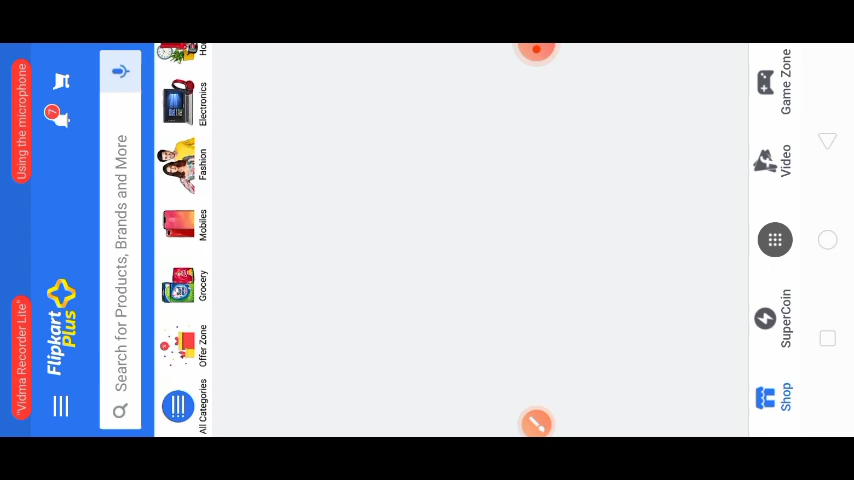 "Vidma Recorder Lite"
Using the microphone
Flipkart
Plus
7
Search for Products, Brands and More
All Categories
Offer Zone
Grocery
Mobiles
Fashion
Electronics
Shop
SuperCoin
Video
Game Zone